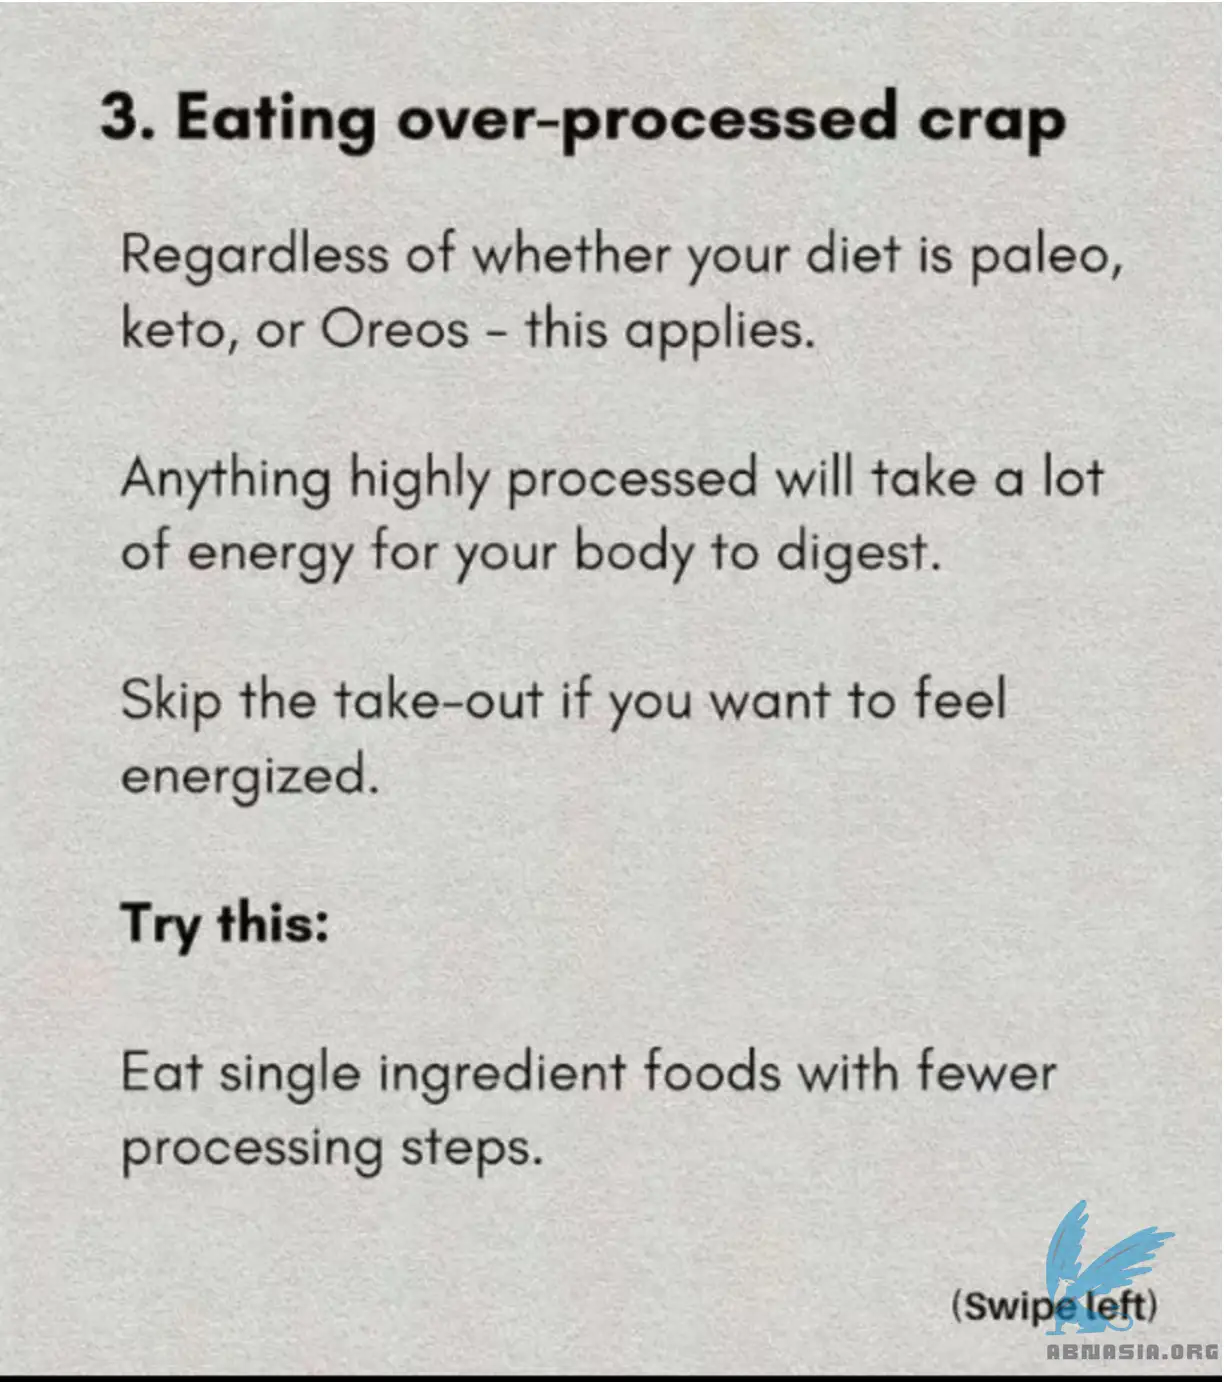 3. Eating over-processed crap
Regardless of whether your diet is paleo,
keto, or Oreos - this applies.
Anything highly processed will take a lot
of energy for your body to digest.
Skip the take-out if you want to feel
energized.
Try this:
Eat single ingredient foods with fewer
processing steps.
(Swipe left)
ABNASIA.ORG